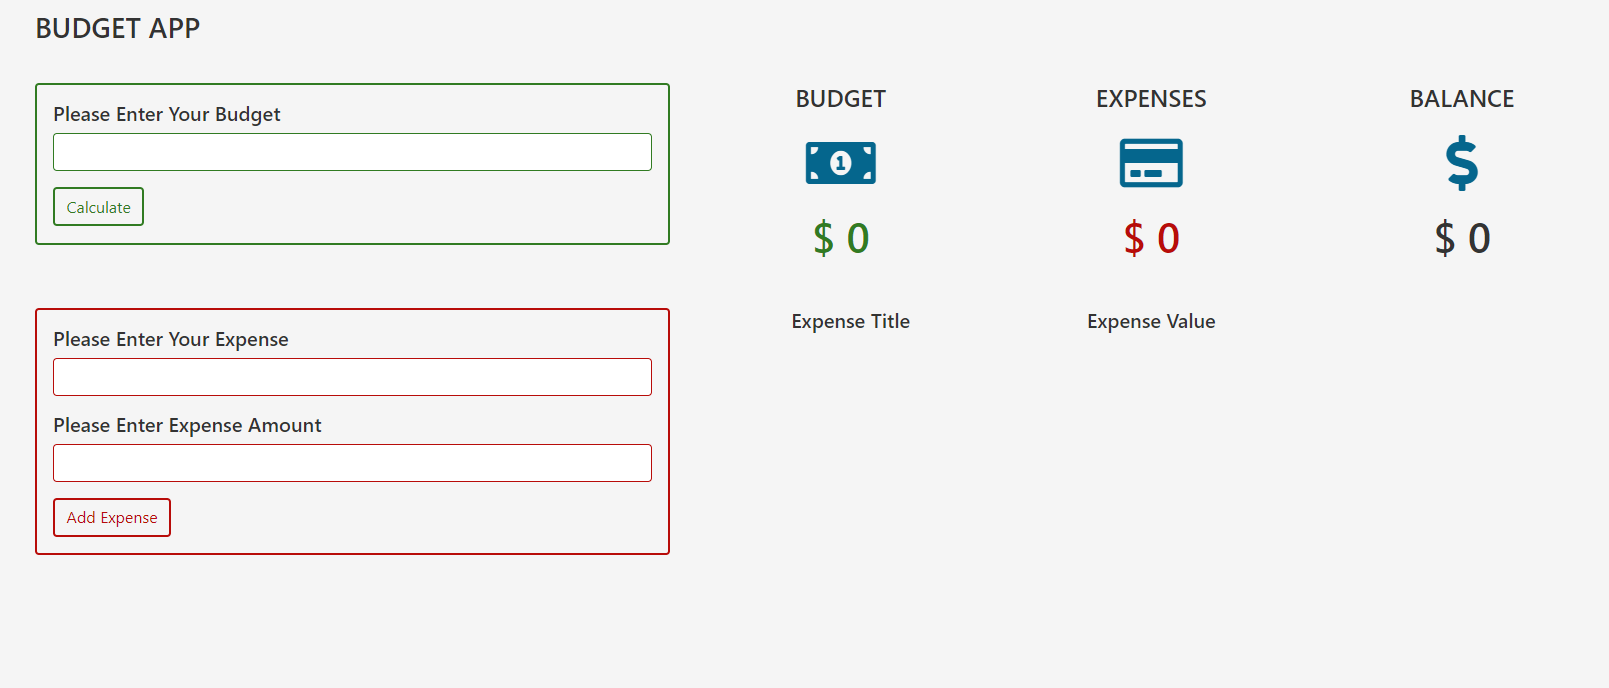 BUDGET APP
Please Enter Your Budget
Calculate
BUDGET
EXPENSES
BALANCE
1
$
$ 0
$ 0
$ 0
Please Enter Your Expense
Please Enter Expense Amount
Add Expense
Expense Title
Expense Value